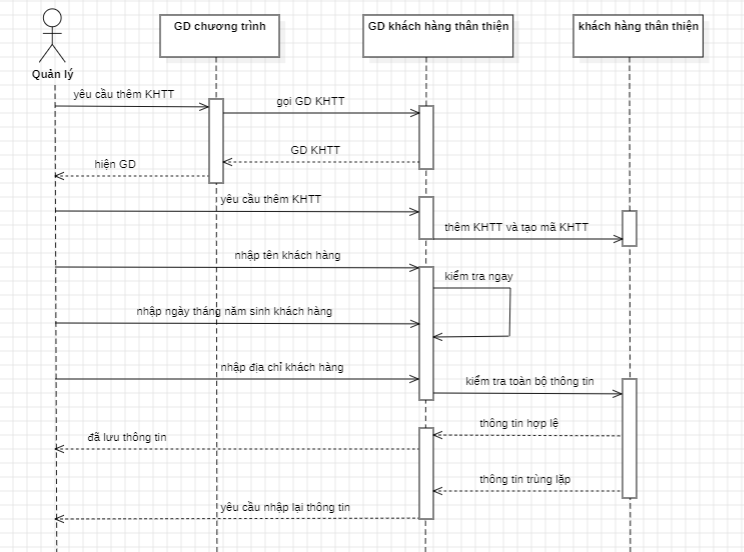 GD chương trình
GD khách hàng thân thiện
khách hàng thân thiện
Quản lý
yêu cầu thêm KHTT
gọi GD KHTT
GD KHTT
hiện GD
yêu cầu thêm KHTT
thêm KHTT và tạo mã KHTT
nhập tên khách hàng
kiểm tra ngay
nhập ngày tháng năm sinh khách hàng
nhập địa chỉ khách hàng
kiểm tra toàn bộ thông tin
thông tin hợp lệ
đã lưu thông tin
thông tin trùng lặp
yêu cầu nhập lại thông tin